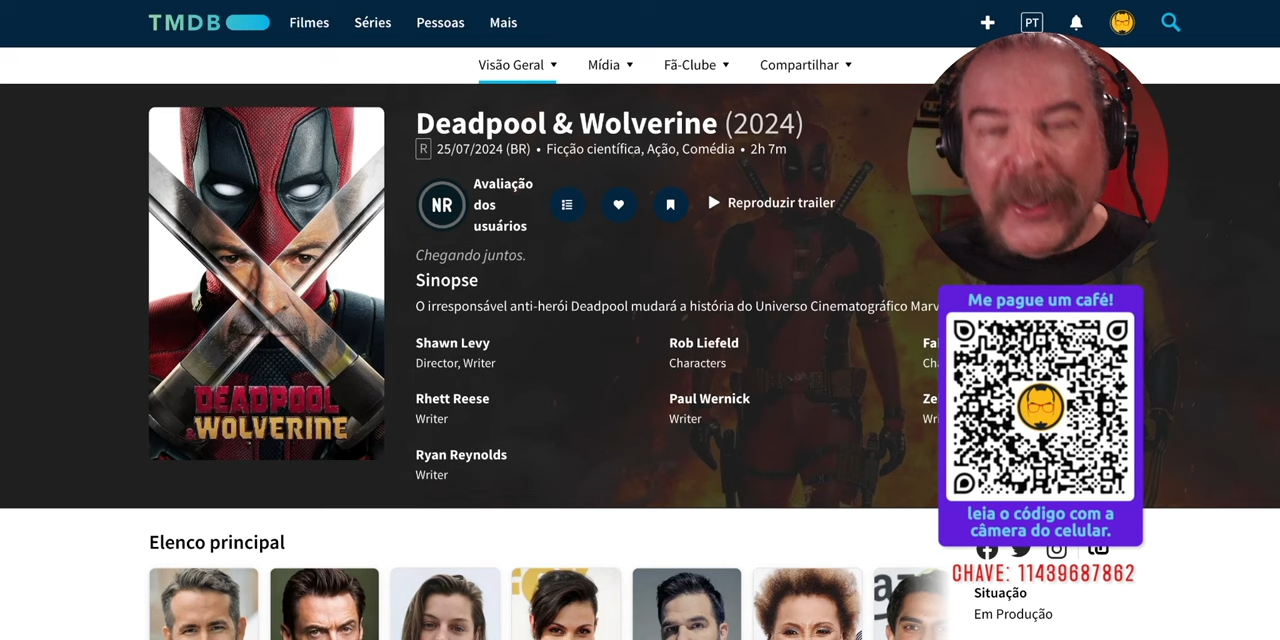 TMDB
Filmes
Séries
Pessoas
Mais
PT
Visão Geral
Mídia
Fã-Clube
Compartilhar
Deadpool & Wolverine (2024)
R 25/07/2024 (BR) • Ficção científica, Ação, Comédia • 2h 7m
NR
Avaliação
dos
usuários
Reproduzir trailer
Chegando juntos.
Sinopse
O irresponsável anti-herói Deadpool mudará a história do Universo Cinematográfico Marv
Shawn Levy
Director, Writer
Rob Liefeld
Characters
Fa
Ch
Rhett Reese
Writer
Paul Wernick
Writer
Ze
Wri
Ryan Reynolds
Writer
DEADPOOL
& WOLVERINE
Me pague um café!
leia o código com a
câmera do celular.
CHAVE: 11439687862
Situação
Em Produção
Elenco principal